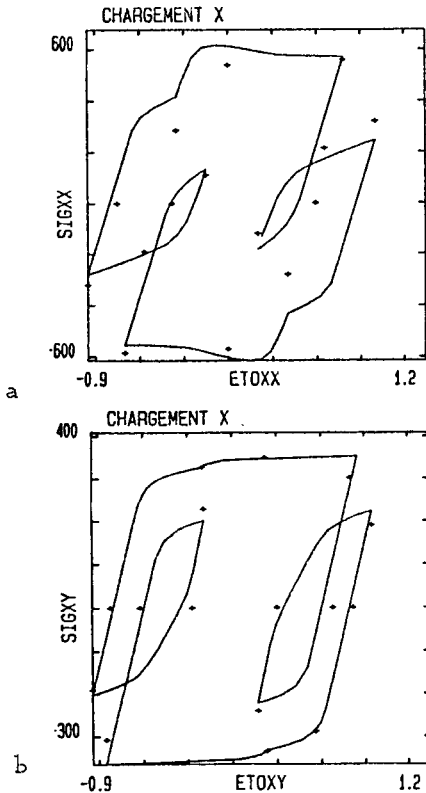 CHARGEMENT X
600
SIGXX
-600
-0.9
ETOXX
1.2
a
CHARGEMENT X
400
SIGXY
-300
-0.9
ETOXY
1.2
b